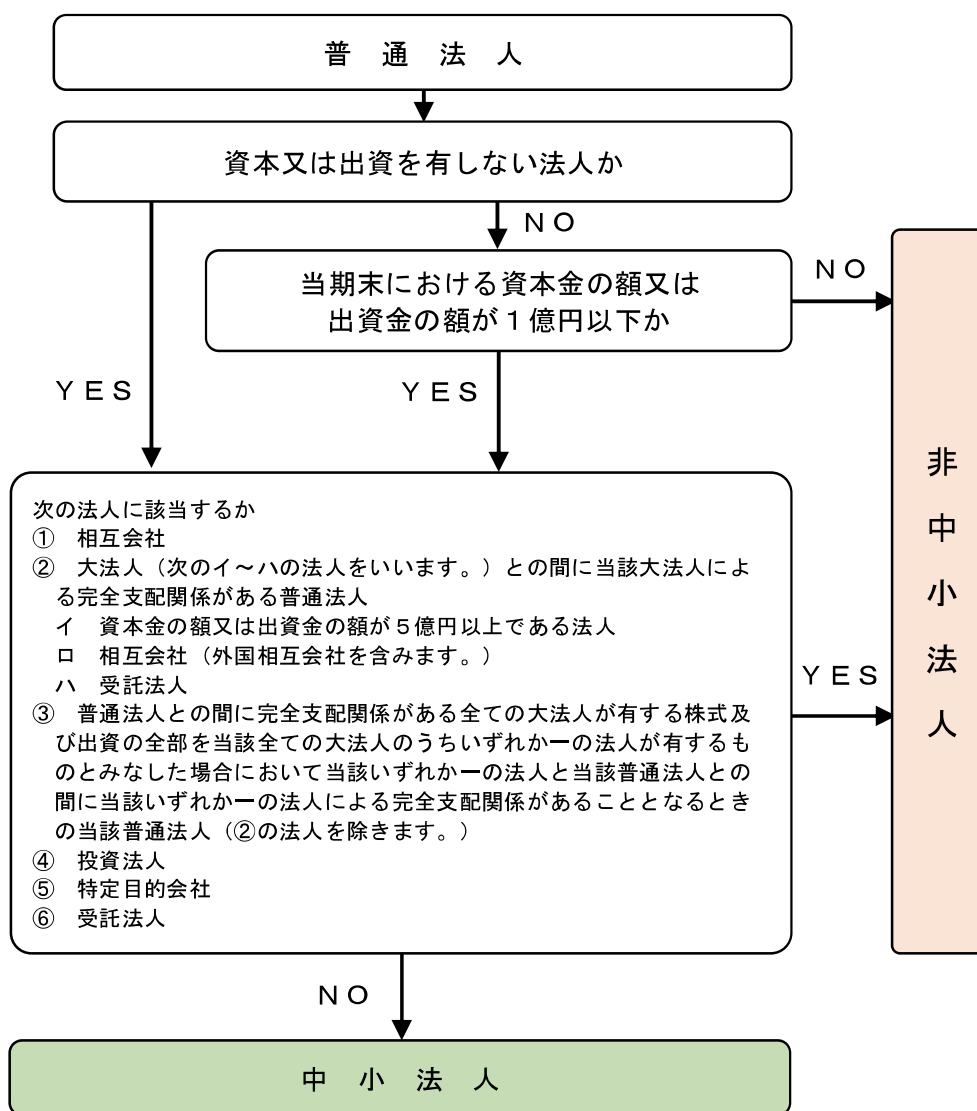 普　通　法　人
資本又は出資を有しない法人か
ＮＯ
当期末における資本金の額又は
出資金の額が１億円以下か
ＮＯ
ＹＥＳ
ＹＥＳ
次の法人に該当するか
①　相互会社
②　大法人（次のイ～ハの法人をいいます。）との間に当該大法人によ
る完全支配関係がある普通法人
イ　資本金の額又は出資金の額が５億円以上である法人
ロ　相互会社（外国相互会社を含みます。）
ハ　受託法人
③　普通法人との間に完全支配関係がある全ての大法人が有する株式及
び出資の全部を当該全ての大法人のうちいずれか一の法人が有するも
のとみなした場合において当該いずれか一の法人と当該普通法人との
間に当該いずれか一の法人による完全支配関係があることとなるとき
の当該普通法人（②の法人を除きます。）
④　投資法人
⑤　特定目的会社
⑥　受託法人
ＹＥＳ
非中小法人
ＮＯ
中　小　法　人